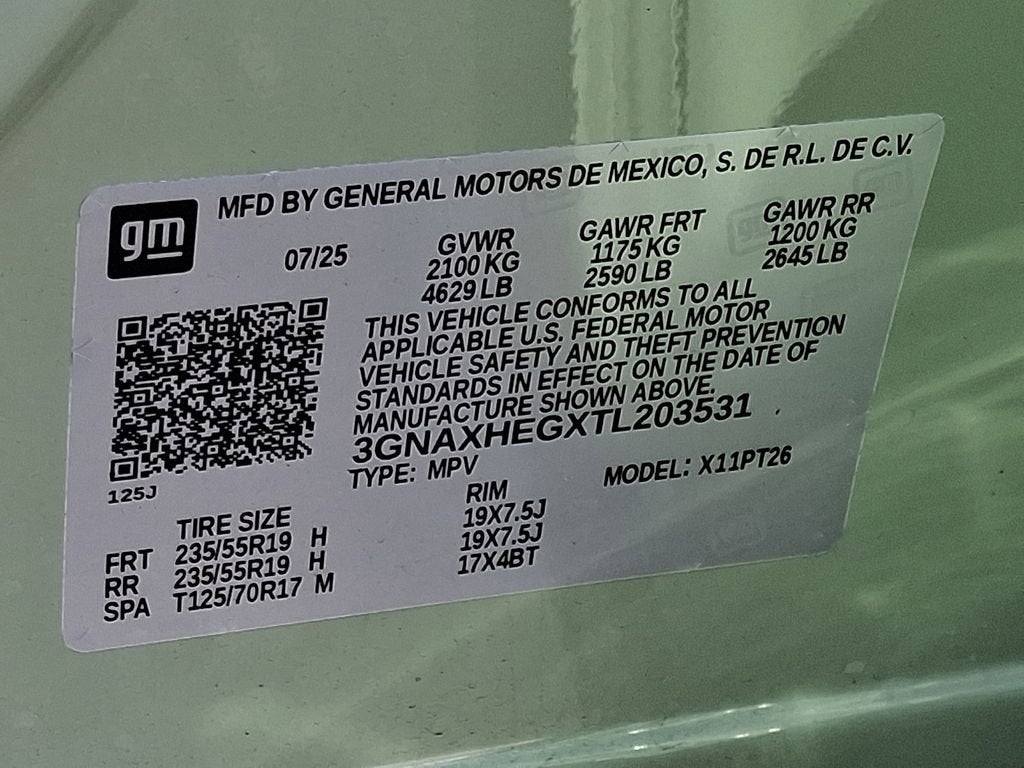 MFD BY GENERAL MOTORS DE MEXICO, S. DE R.L. DE C.V.
gm
07/25
GVWR
2100 KG
4629 LB
GAWR FRT
1175 KG
2590 LB
GAWR RR
1200 KG
2645 LB
THIS VEHICLE CONFORMS TO ALL
APPLICABLE U.S. FEDERAL MOTOR
VEHICLE SAFETY AND THEFT PREVENTION
STANDARDS IN EFFECT ON THE DATE OF
MANUFACTURE SHOWN ABOVE.
3GNAXHEGXTL203531
TYPE: MPV MODEL: X11PT26
125J
TIRE SIZE RIM
FRT 235/55R19 H 19X7.5J
RR 235/55R19 H 19X7.5J
SPA T125/70R17 M 17X4BT